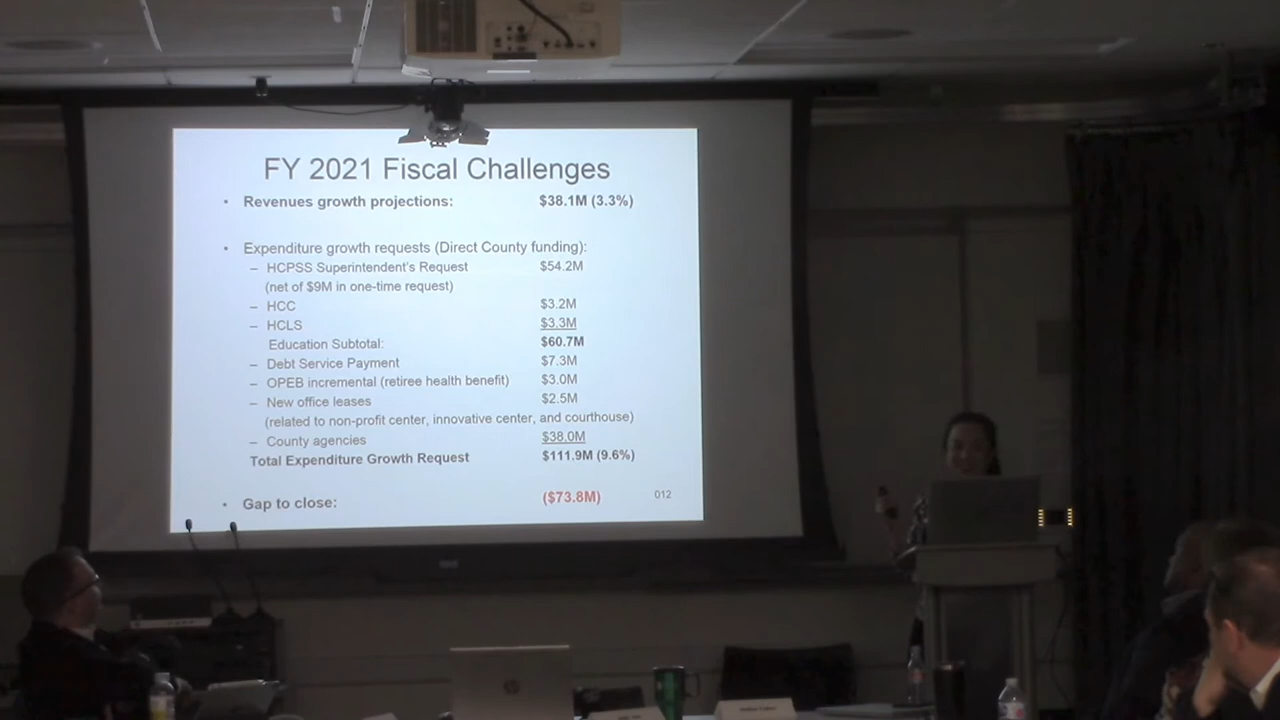 FY 2021 Fiscal Challenges
• Revenues growth projections: $38.1M (3.3%)
• Expenditure growth requests (Direct County funding):
– HCPSS Superintendent's Request $54.2M
(net of $9M in one-time request)
– HCC $3.2M
– HCLS $3.3M
Education Subtotal: $60.7M
– Debt Service Payment $7.3M
– OPEB incremental (retiree health benefit) $3.0M
– New office leases $2.5M
(related to non-profit center, innovative center, and courthouse)
– County agencies $38.0M
Total Expenditure Growth Request $111.9M (9.6%)
• Gap to close: ($73.8M)
012